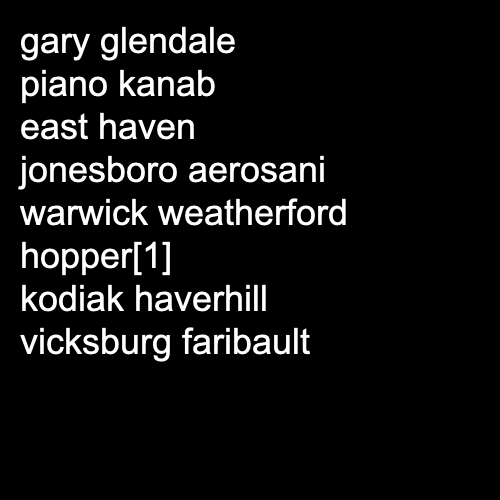 gary glendale
piano kanab
east haven
jonesboro aerosani
warwick weatherford
hopper[1]
kodiak haverhill
vicksburg faribault